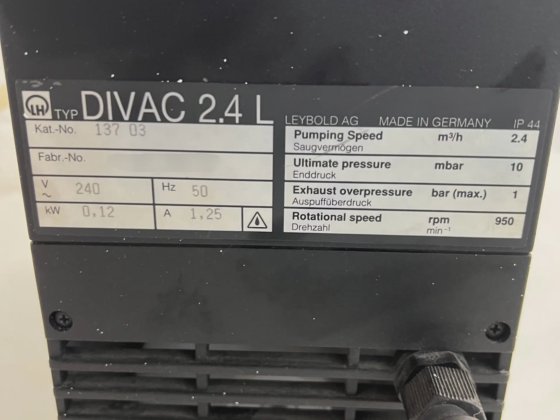 LH TYP DIVAC 2.4 L
LEYBOLD AG MADE IN GERMANY IP 44
Kat.-No. 137 03
Fabr.-No.
V ~ 240 Hz 50
kW 0,12 A 1,25
Pumping Speed m³/h 2.4
Saugvermögen
Ultimate pressure mbar 10
Enddruck
Exhaust overpressure bar (max.) 1
Auspuffüberdruck
Rotational speed rpm 950
Drehzahl min⁻¹